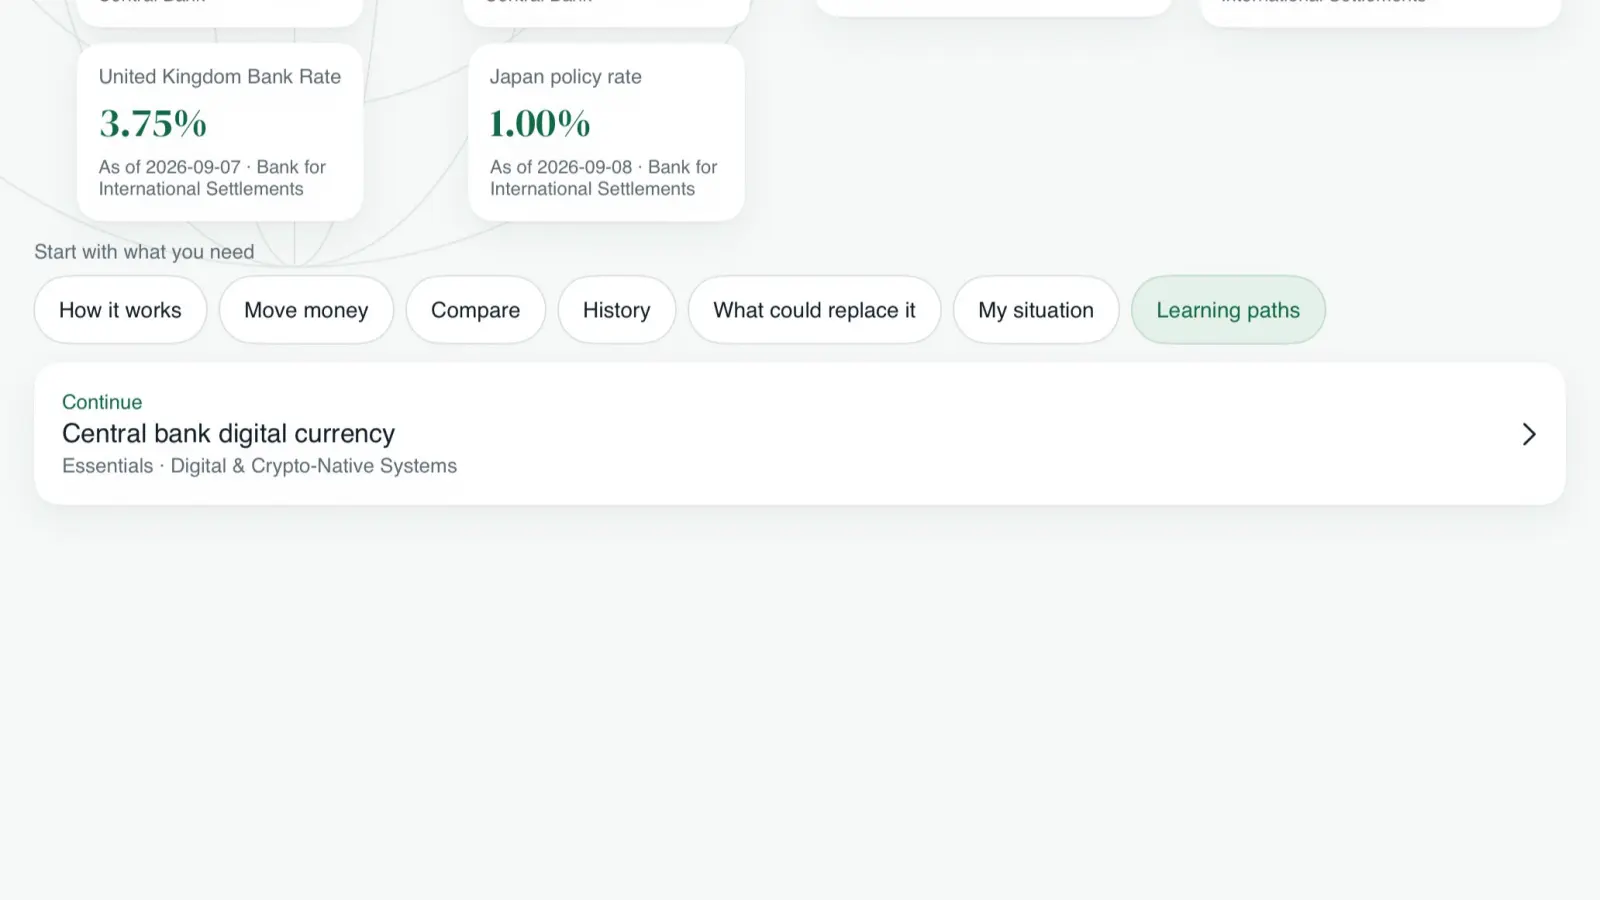 United Kingdom Bank Rate
3.75%
As of 2026-09-07 · Bank for
International Settlements
Japan policy rate
1.00%
As of 2026-09-08 · Bank for
International Settlements
Start with what you need
How it works
Move money
Compare
History
What could replace it
My situation
Learning paths
Continue
Central bank digital currency
Essentials · Digital & Crypto-Native Systems